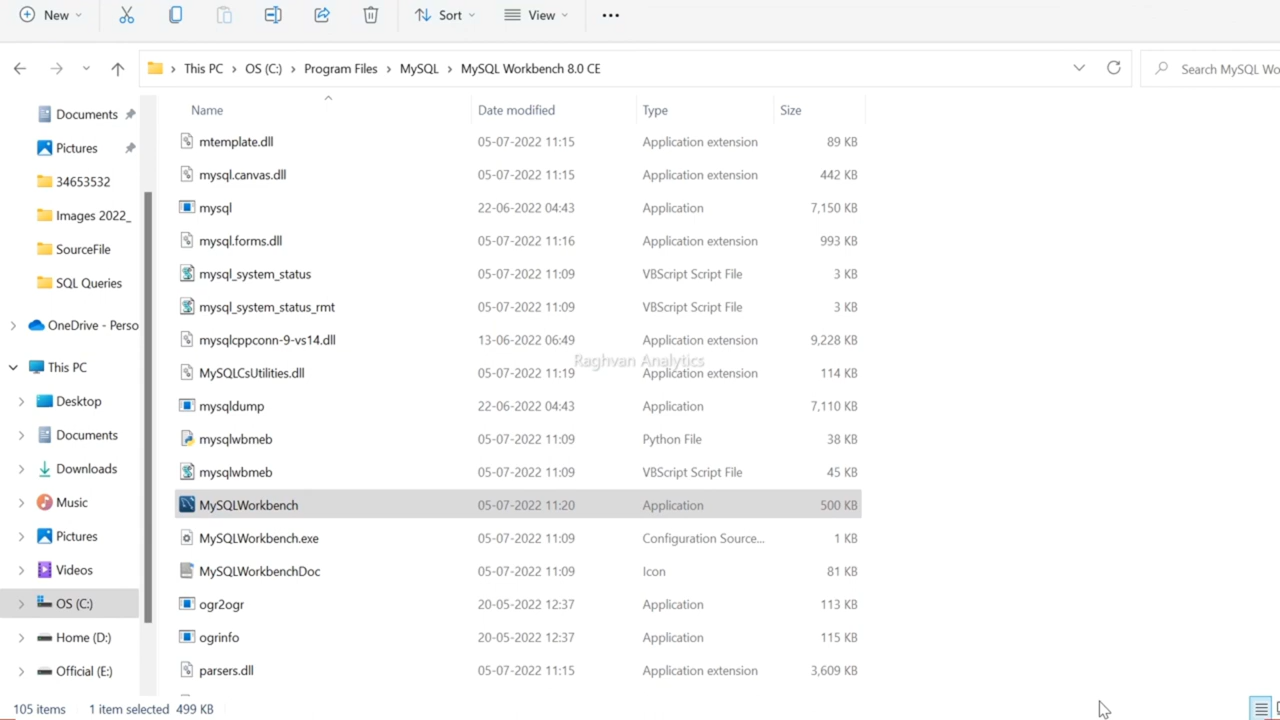 New
Sort
View
This PC > OS (C:) > Program Files > MySQL > MySQL Workbench 8.0 CE
Search MySQL Wo
Documents
Pictures
34653532
Images 2022_
SourceFile
SQL Queries
OneDrive - Perso
This PC
Desktop
Documents
Downloads
Music
Pictures
Videos
OS (C:)
Home (D:)
Official (E:)
Name Date modified Type Size
mtemplate.dll 05-07-2022 11:15 Application extension 89 KB
mysql.canvas.dll 05-07-2022 11:15 Application extension 442 KB
mysql 22-06-2022 04:43 Application 7,150 KB
mysql.forms.dll 05-07-2022 11:16 Application extension 993 KB
mysql_system_status 05-07-2022 11:09 VBScript Script File 3 KB
mysql_system_status_rmt 05-07-2022 11:09 VBScript Script File 3 KB
mysqlcppconn-9-vs14.dll 13-06-2022 06:49 Application extension 9,228 KB
Raghvan Analytics
MySQLCsUtilities.dll 05-07-2022 11:19 Application extension 114 KB
mysqldump 22-06-2022 04:43 Application 7,110 KB
mysqlwbmeb 05-07-2022 11:09 Python File 38 KB
mysqlwbmeb 05-07-2022 11:09 VBScript Script File 45 KB
MySQLWorkbench 05-07-2022 11:20 Application 500 KB
MySQLWorkbench.exe 05-07-2022 11:09 Configuration Source... 1 KB
MySQLWorkbenchDoc 05-07-2022 11:09 Icon 81 KB
ogr2ogr 20-05-2022 12:37 Application 113 KB
ogrinfo 20-05-2022 12:37 Application 115 KB
parsers.dll 05-07-2022 11:15 Application extension 3,609 KB
105 items 1 item selected 499 KB